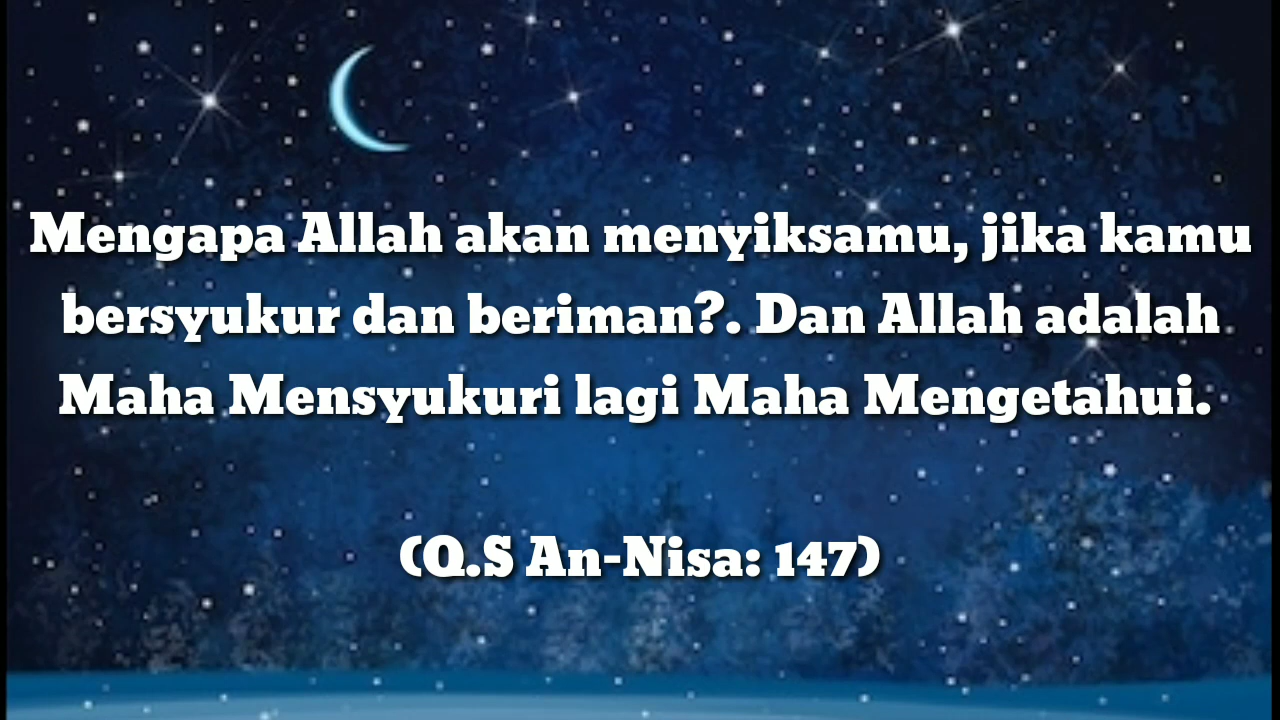 Mengapa Allah akan menyiksamu, jika kamu
bersyukur dan beriman?. Dan Allah adalah
Maha Mensyukuri lagi Maha Mengetahui.
(Q.S An-Nisa: 147)